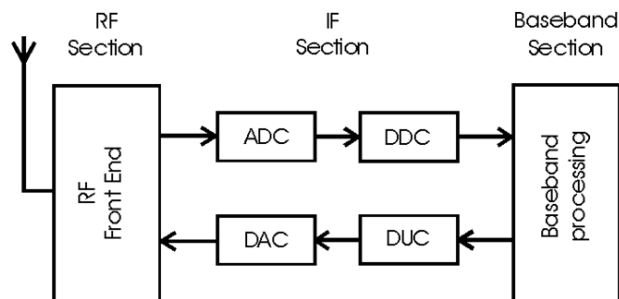 RF
Section
IF
Section
Baseband
Section
RF
Front End
ADC
DDC
DAC
DUC
Baseband
processing